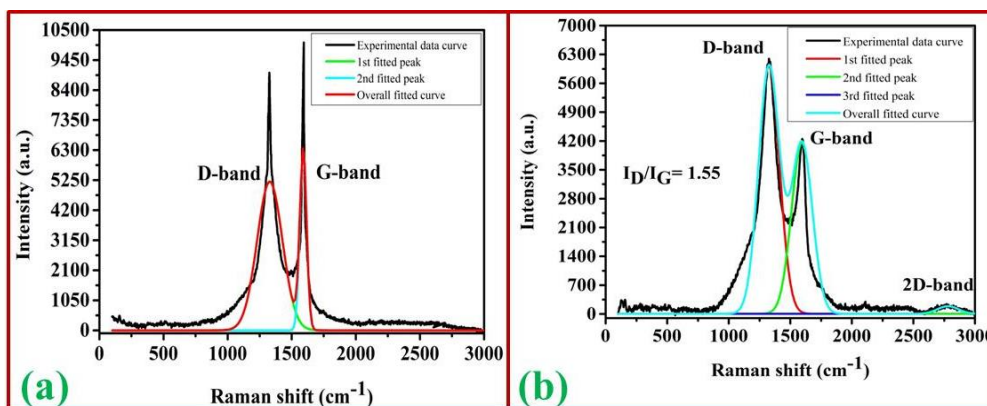 10500
9450
8400
7350
6300
5250
4200
3150
2100
1050
0
Intensity (a.u.)
Experimental data curve
1st fitted peak
2nd fitted peak
Overall fitted curve
D-band
G-band
0 500 1000 1500 2000 2500 3000
Raman shift (cm-1)
(a)
7000
6300
5600
4900
4200
3500
2800
2100
1400
700
0
Intensity (a.u.)
Experimental data curve
1st fitted peak
2nd fitted peak
3rd fitted peak
Overall fitted curve
D-band
G-band
ID/IG= 1.55
2D-band
0 500 1000 1500 2000 2500 3000
Raman shift (cm-1)
(b)